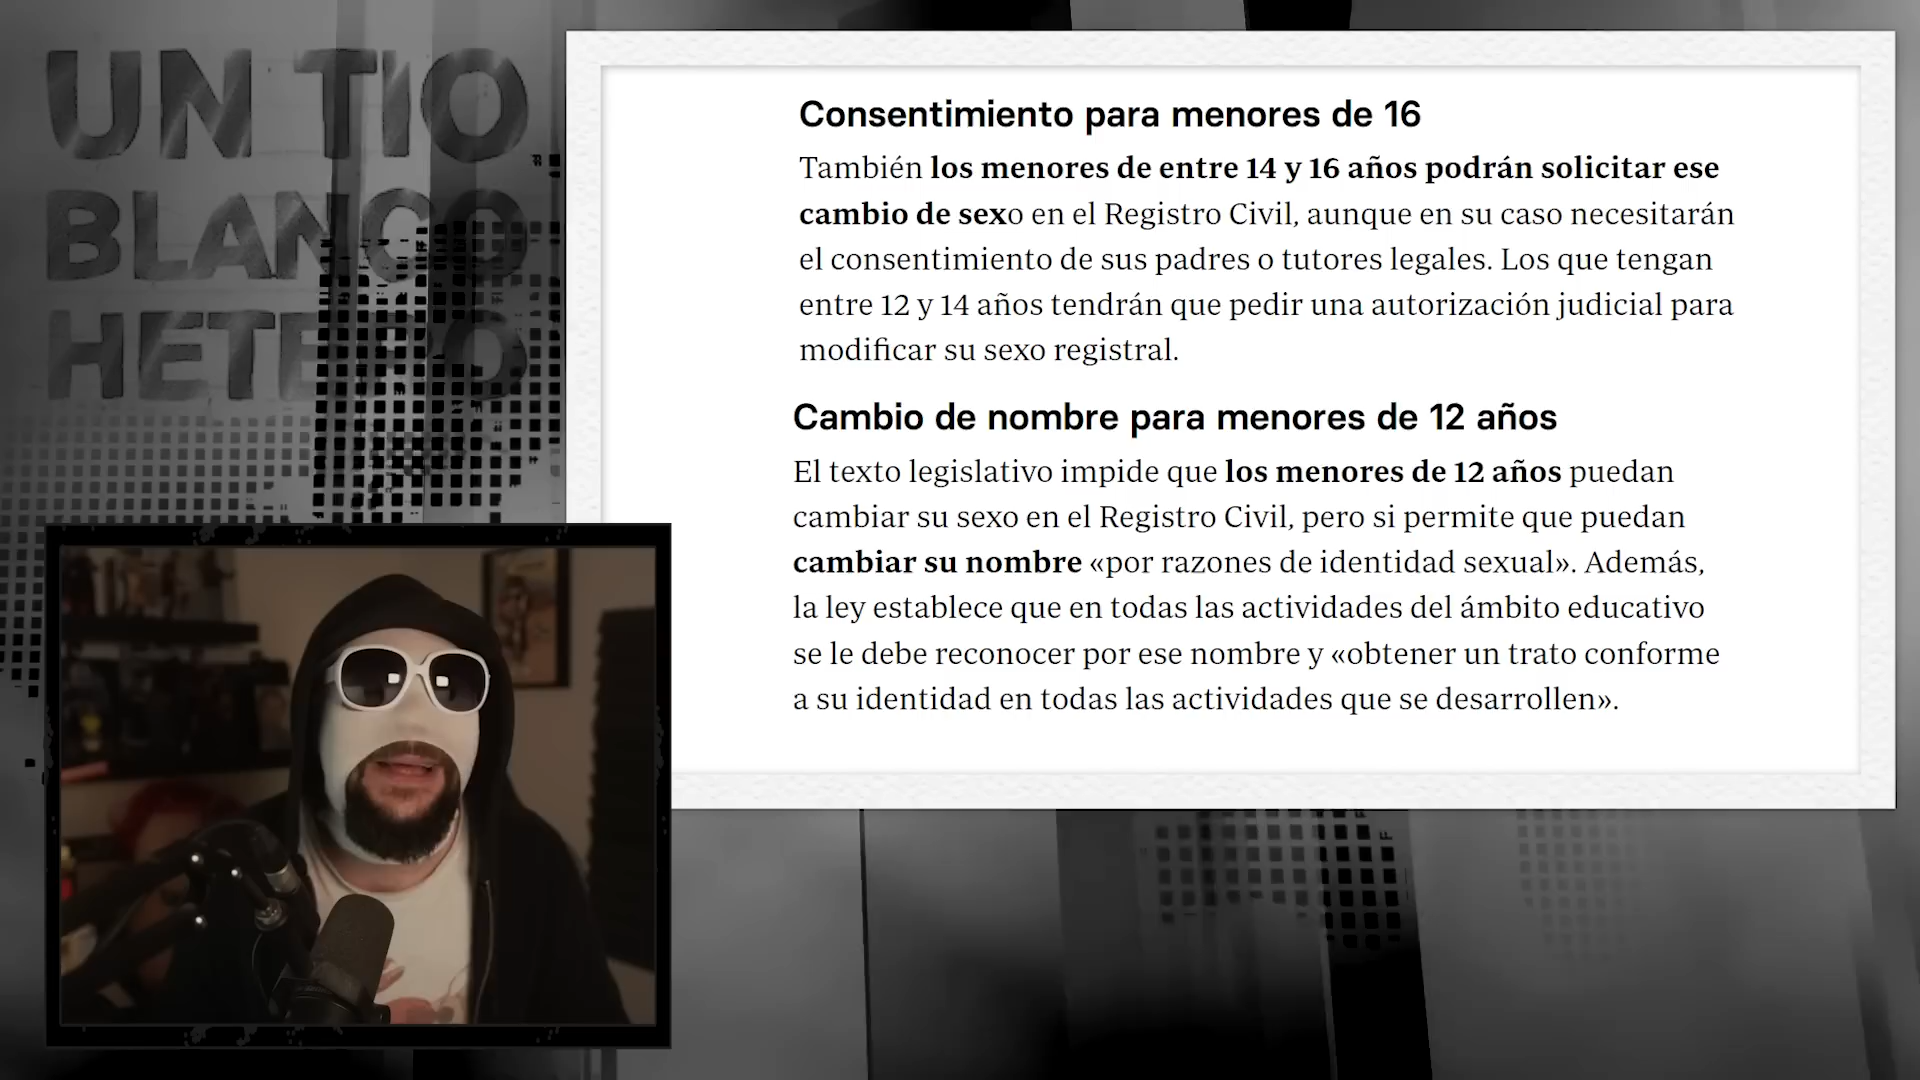 UN TIO
BLANCO
HETERO
Consentimiento para menores de 16
También los menores de entre 14 y 16 años podrán solicitar ese
cambio de sexo en el Registro Civil, aunque en su caso necesitarán
el consentimiento de sus padres o tutores legales. Los que tengan
entre 12 y 14 años tendrán que pedir una autorización judicial para
modificar su sexo registral.
Cambio de nombre para menores de 12 años
El texto legislativo impide que los menores de 12 años puedan
cambiar su sexo en el Registro Civil, pero si permite que puedan
cambiar su nombre «por razones de identidad sexual». Además,
la ley establece que en todas las actividades del ámbito educativo
se le debe reconocer por ese nombre y «obtener un trato conforme
a su identidad en todas las actividades que se desarrollen».